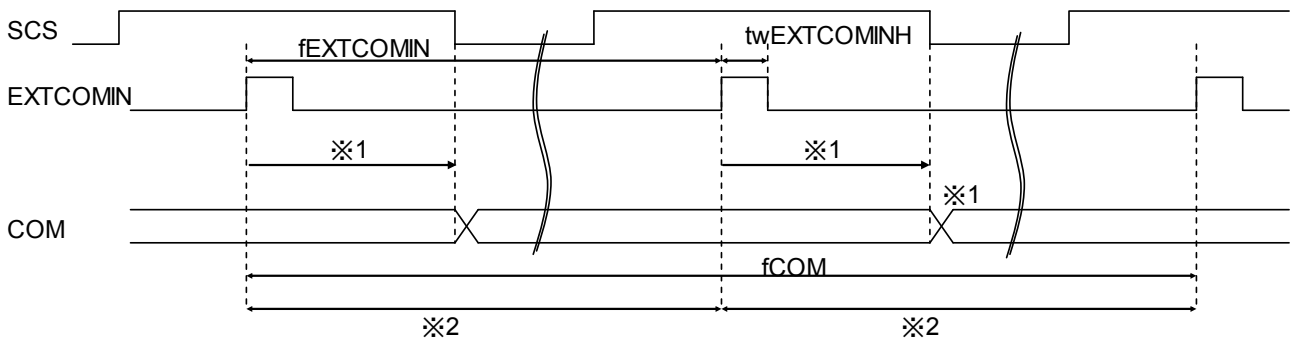 SCS
fEXTCOMIN
twEXTCOMINH
EXTCOMIN
※1
※1
※1
COM
fCOM
※2
※2